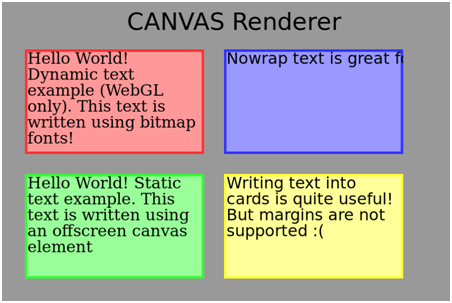 CANVAS Renderer
Hello World!
Dynamic text
example (WebGL
only). This text is
written using bitmap
fonts!
Nowrap text is great f
Hello World! Static
text example. This
text is written using
an offscreen canvas
element
Writing text into
cards is quite useful!
But margins are not
supported :(